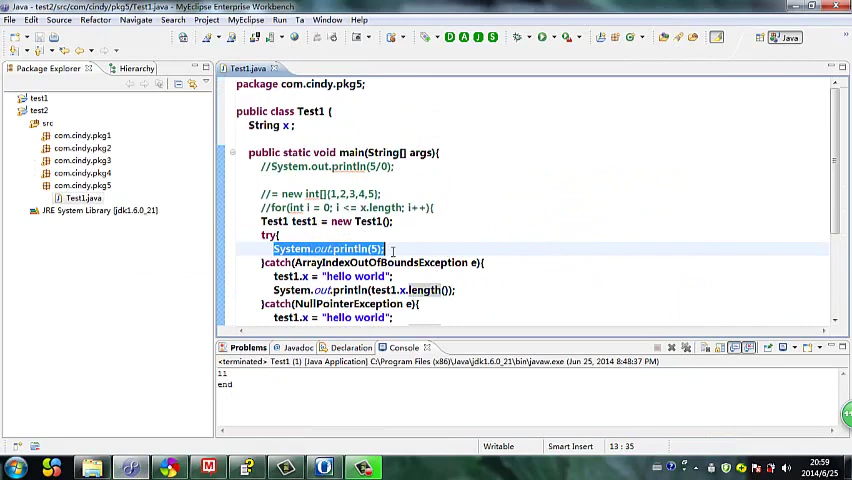 Java - test2/src/com/cindy/pkg5/Test1.java - MyEclipse Enterprise Workbench
File Edit Source Refactor Navigate Search Project MyEclipse Run Ta Window Help
Java
Package Explorer Hierarchy
Test1.java
test1
test2
src
com.cindy.pkg1
com.cindy.pkg2
com.cindy.pkg3
com.cindy.pkg4
com.cindy.pkg5
Test1.java
JRE System Library [jdk1.6.0_21]
package com.cindy.pkg5;
public class Test1 {
String x ;
public static void main(String[] args){
//System.out.println(5/0);
//= new int[]{1,2,3,4,5};
//for(int i = 0; i <= x.length; i++){
Test1 test1 = new Test1();
try{
System.out.println(5);
}catch(ArrayIndexOutOfBoundsException e){
test1.x = "hello world";
System.out.println(test1.x.length());
}catch(NullPointerException e){
test1.x = "hello world";
Problems Javadoc Declaration Console
<terminated> Test1 (1) [Java Application] C:\Program Files (x86)\Java\jdk1.6.0_21\bin\javaw.exe (Jun 25, 2014 8:48:37 PM)
11
end
Writable Smart Insert 13 : 35
20:59
2014/6/25